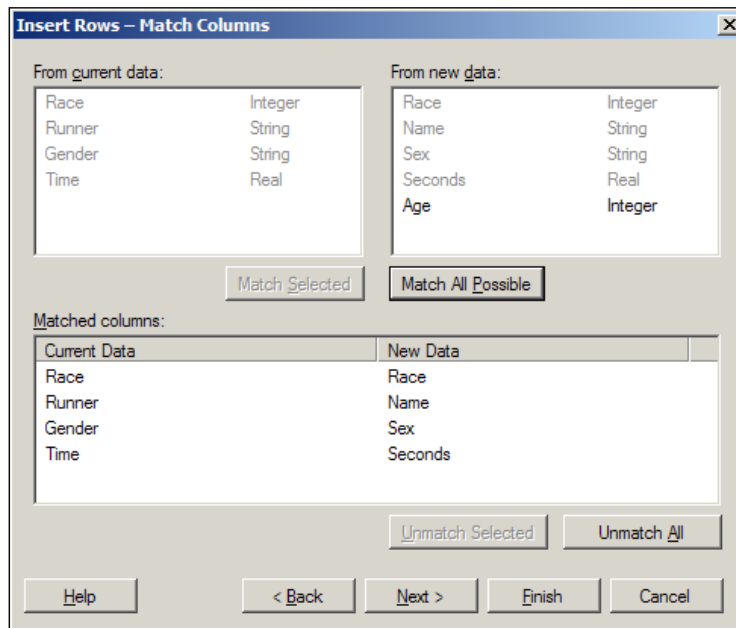 Insert Rows – Match Columns
From current data:
Race Integer
Runner String
Gender String
Time Real
From new data:
Race Integer
Name String
Sex String
Seconds Real
Age Integer
Match Selected
Match All Possible
Matched columns:
Current Data New Data
Race Race
Runner Name
Gender Sex
Time Seconds
Unmatch Selected
Unmatch All
Help
< Back
Next >
Finish
Cancel